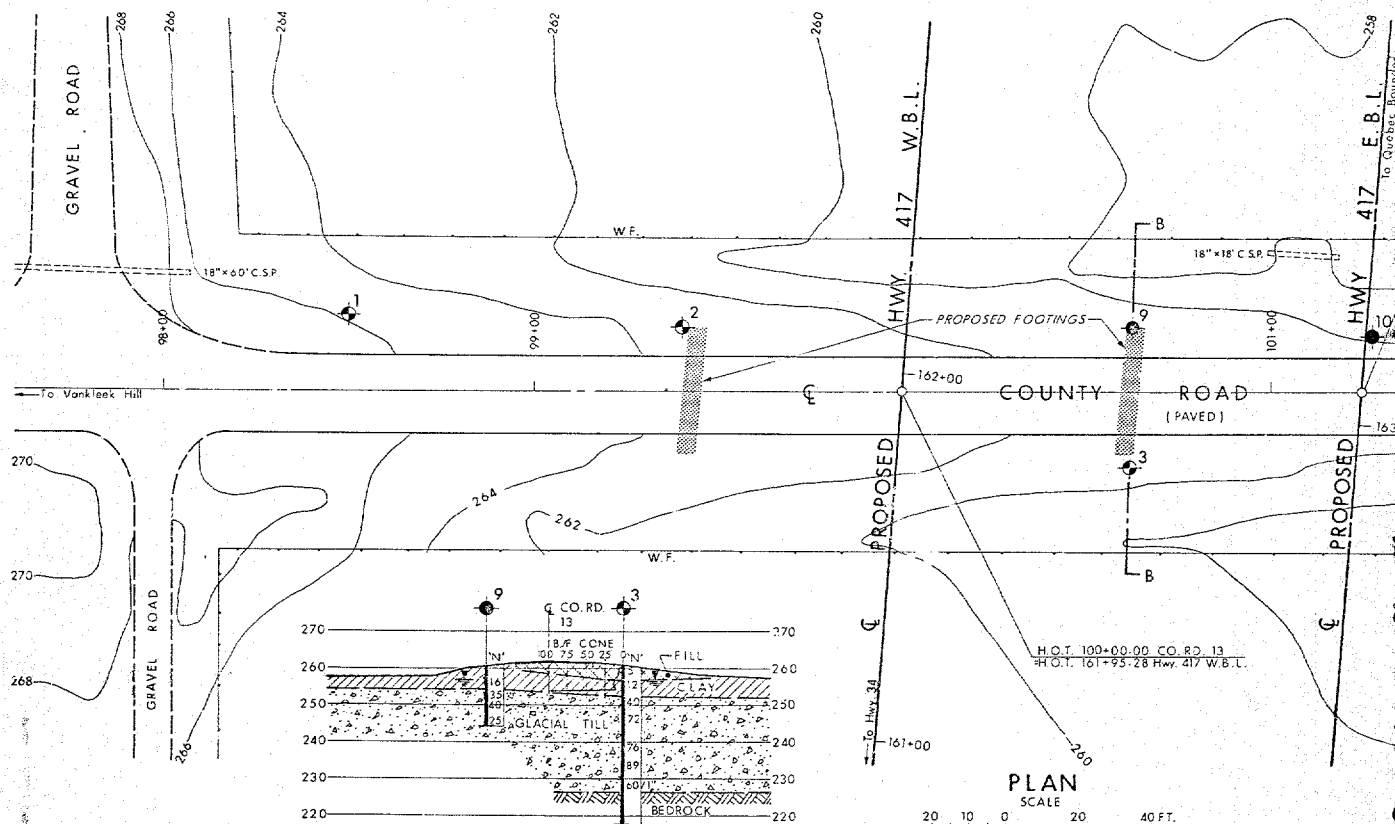 268
266
264
262
260
258
GRAVEL ROAD
HWY. 417 W.B.L.
HWY 417 E.B.L.
To Quebec Boundary
W.F.
B
18"×60' C.S.P.
18"×18' C.S.P.
1
2
9
10
98+00
99+00
101+00
PROPOSED FOOTINGS
162+00
To Vankleek Hill
COUNTY ROAD
(PAVED)
163
3
270
264
262
PROPOSED
PROPOSED
W.F.
B
270
GRAVEL ROAD
268
266
H.O.T. 100+00.00 CO. RD. 13
=H.O.T. 161+95.28 Hwy. 417 W.B.L.
To Hwy. 34
161+00
260
9
3
℄ CO. RD.
13
270
270
'N'
100 75 50 25 0
'N'
FILL
260
260
16
5
12
CLAY
35
40
40
250
250
25
GLACIAL TILL
72
240
240
76
89
230
230
60/1"
BEDROCK
220
220
PLAN
SCALE
20 10 0 20 40 FT.